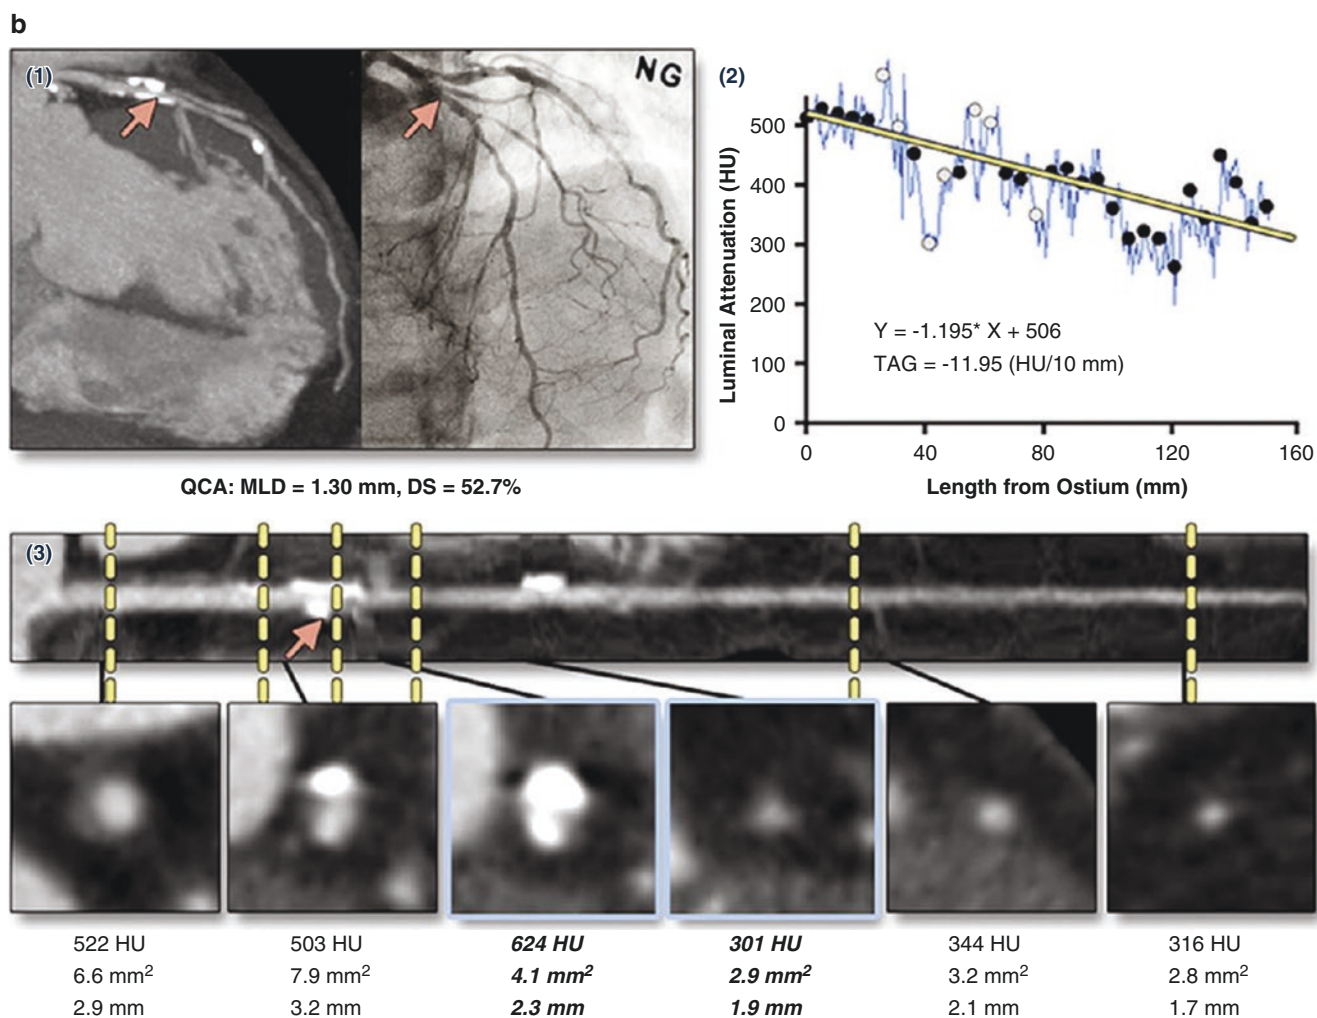 b
(1)
NG
QCA: MLD = 1.30 mm, DS = 52.7%
(2)
Luminal Attenuation (HU)
500
400
300
200
100
0
Y = -1.195* X + 506
TAG = -11.95 (HU/10 mm)
0 40 80 120 160
Length from Ostium (mm)
(3)
522 HU 503 HU 624 HU 301 HU 344 HU 316 HU
6.6 mm² 7.9 mm² 4.1 mm² 2.9 mm² 3.2 mm² 2.8 mm²
2.9 mm 3.2 mm 2.3 mm 1.9 mm 2.1 mm 1.7 mm